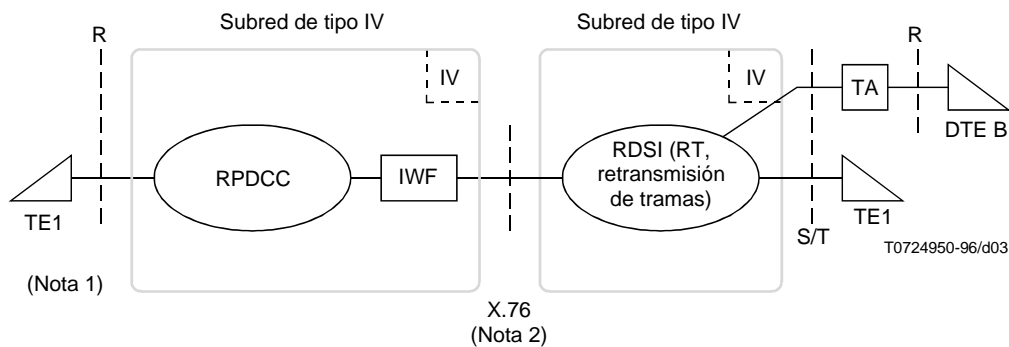 Subred de tipo IV
Subred de tipo IV
R
IV
IV
R
TA
DTE B
RPDCC
IWF
RDSI (RT,
retransmisión
de tramas)
TE1
TE1
S/T
T0724950-96/d03
(Nota 1)
X.76
(Nota 2)